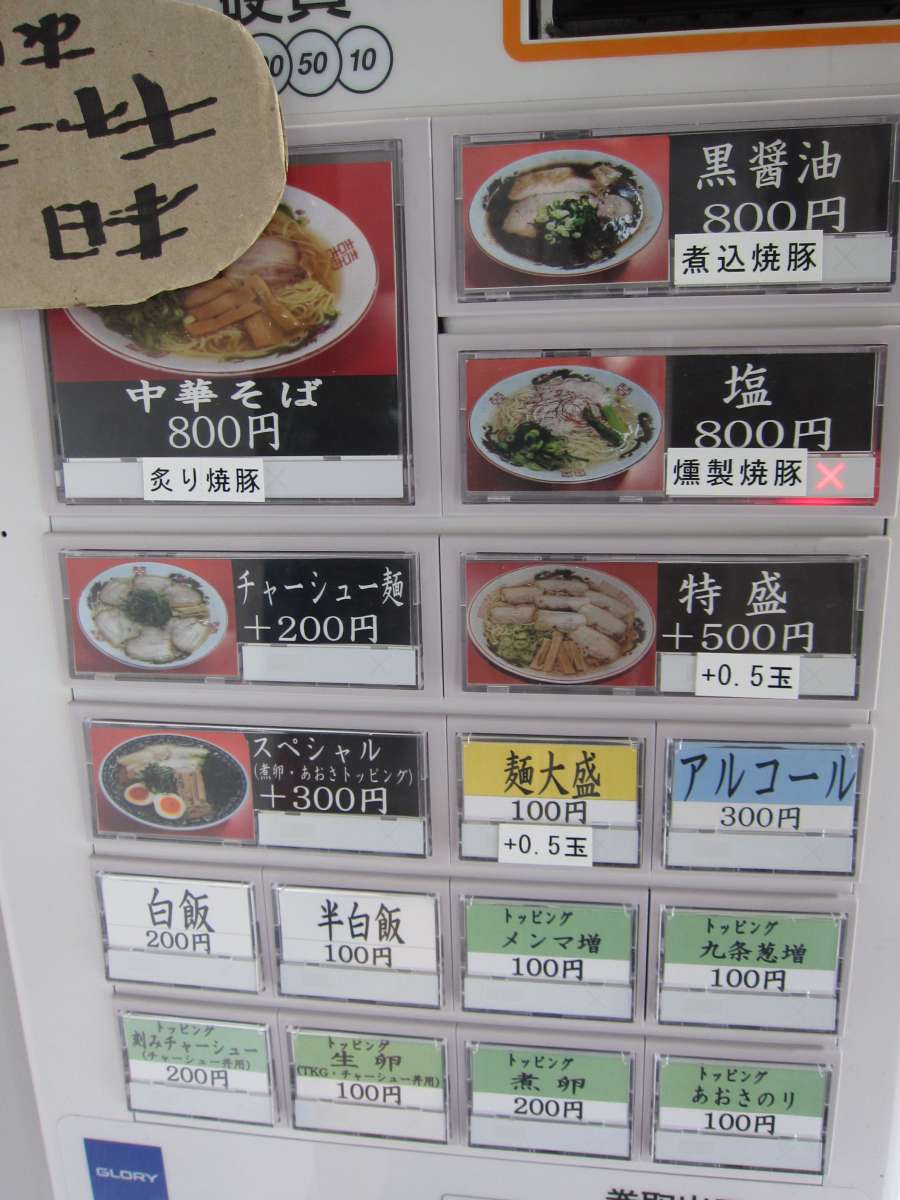 50 10
黒醤油
800円
煮込焼豚
中華そば
800円
炙り焼豚
塩
800円
燻製焼豚 ×
チャーシュー麺
+200円
特盛
+500円
+0.5玉
スペシャル
(煮卵・あおさトッピング)
+300円
麺大盛
100円
+0.5玉
アルコール
300円
白飯
200円
半白飯
100円
トッピング
メンマ増
100円
トッピング
九条葱増
100円
トッピング
刻みチャーシュー
(チャーシュー丼用)
200円
トッピング
生卵
(TKG・チャーシュー丼用)
100円
トッピング
煮卵
200円
トッピング
あおさのり
100円
GLORY